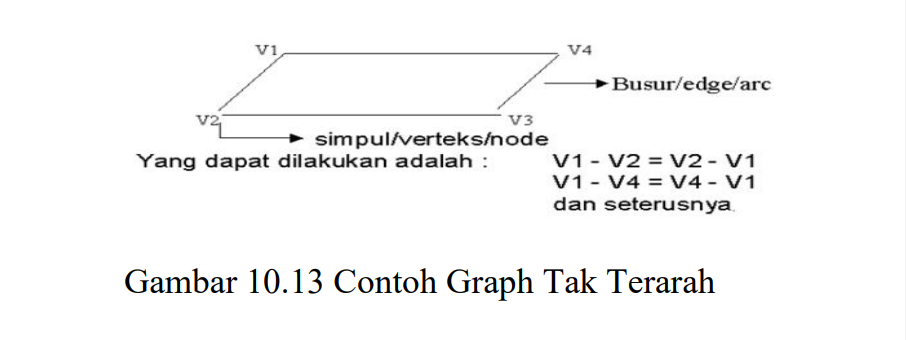 V1
V4
Busur/edge/arc
V2
V3
simpul/verteks/node
Yang dapat dilakukan adalah : V1 - V2 = V2 - V1
V1 - V4 = V4 - V1
dan seterusnya.
Gambar 10.13 Contoh Graph Tak Terarah